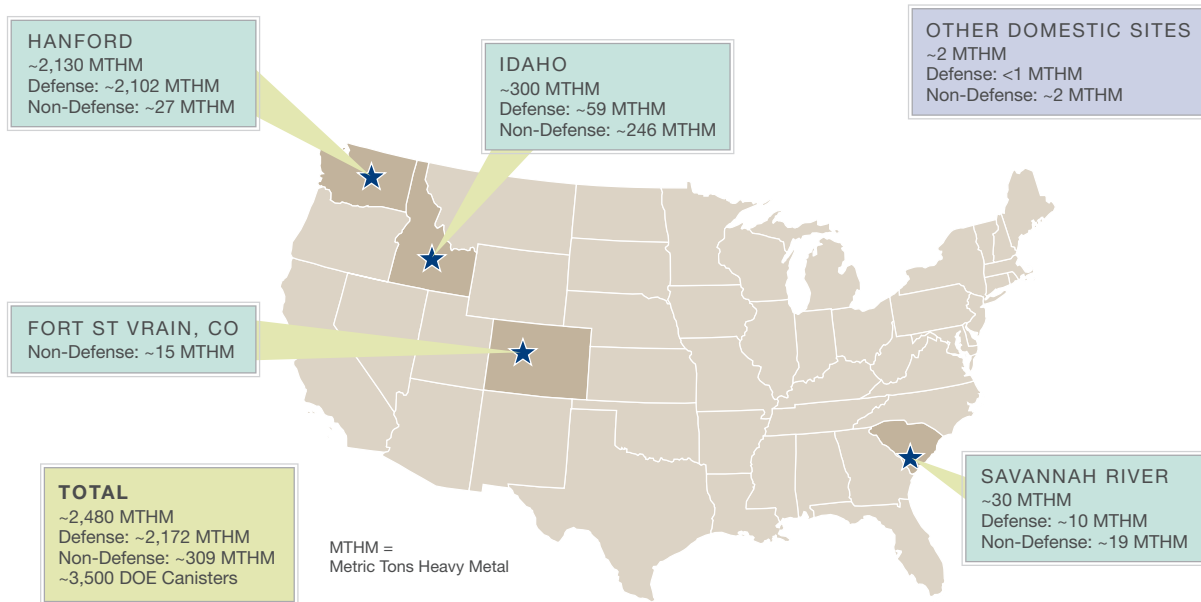 HANFORD
~2,130 MTHM
Defense: ~2,102 MTHM
Non-Defense: ~27 MTHM
IDAHO
~300 MTHM
Defense: ~59 MTHM
Non-Defense: ~246 MTHM
OTHER DOMESTIC SITES
~2 MTHM
Defense: <1 MTHM
Non-Defense: ~2 MTHM
FORT ST VRAIN, CO
Non-Defense: ~15 MTHM
TOTAL
~2,480 MTHM
Defense: ~2,172 MTHM
Non-Defense: ~309 MTHM
~3,500 DOE Canisters
MTHM =
Metric Tons Heavy Metal
SAVANNAH RIVER
~30 MTHM
Defense: ~10 MTHM
Non-Defense: ~19 MTHM